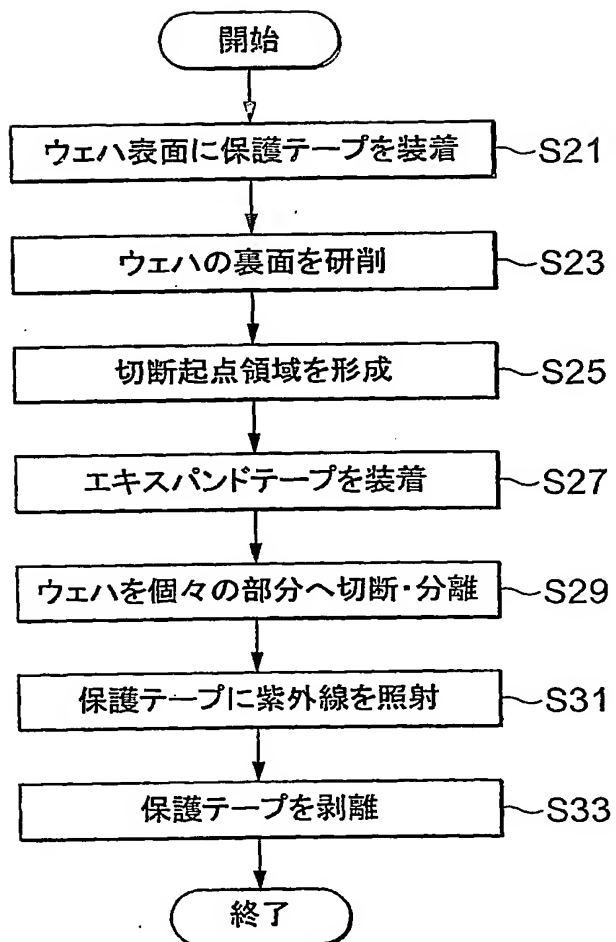 開始
ウェハ表面に保護テープを装着 S21
ウェハの裏面を研削 S23
切断起点領域を形成 S25
エキスパンドテープを装着 S27
ウェハを個々の部分へ切断・分離 S29
保護テープに紫外線を照射 S31
保護テープを剥離 S33
終了